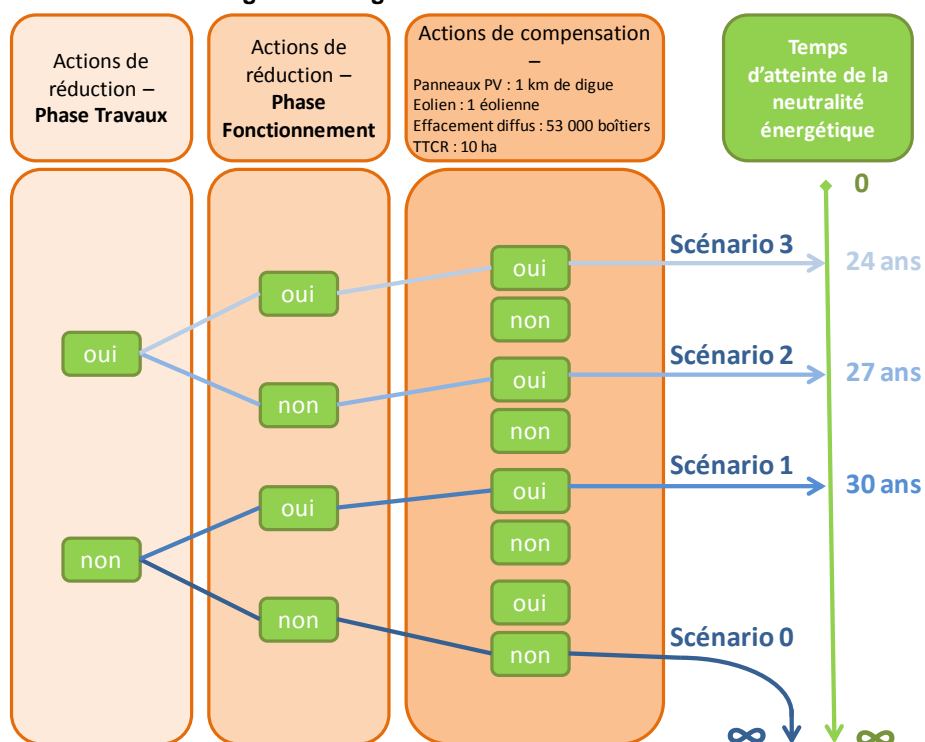 Actions de
réduction –
Phase Travaux
Actions de
réduction –
Phase
Fonctionnement
Actions de compensation
–
Panneaux PV : 1 km de digue
Eolien : 1 éolienne
Effacement diffus : 53 000 boîtiers
TTCR : 10 ha
Temps
d'atteinte de la
neutralité
énergétique
0
Scénario 3
oui
24 ans
oui
non
oui
Scénario 2
oui
27 ans
non
non
Scénario 1
oui
30 ans
oui
non
non
oui
non
Scénario 0
non
∞
∞